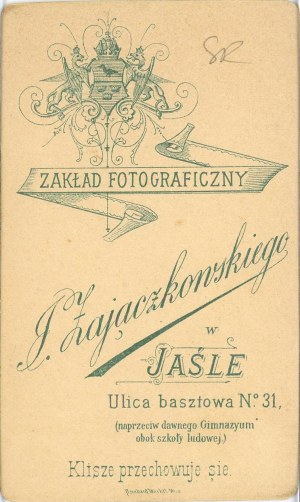 SR
ZAKŁAD FOTOGRAFICZNY
J. Zajączkowskiego
w
JAŚLE
Ulica basztowa No 31,
(naprzeciw dawnego Gimnazyum
obok szkoły ludowej.)
Klisze przechowuje się.